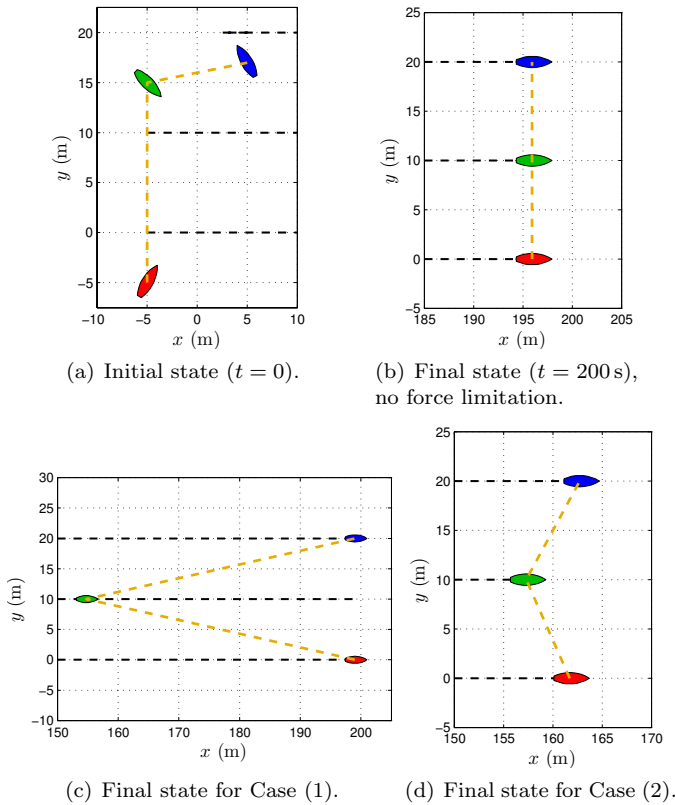 20
15
10
5
0
−5
y (m)
−10 −5 0 5 10
x (m)
(a) Initial state (t = 0).
25
20
15
10
5
0
−5
y (m)
185 190 195 200 205
x (m)
(b) Final state (t = 200 s),
no force limitation.
30
25
20
15
10
5
0
−5
−10
y (m)
150 160 170 180 190 200
x (m)
(c) Final state for Case (1).
25
20
15
10
5
0
−5
y (m)
150 155 160 165 170
x (m)
(d) Final state for Case (2).